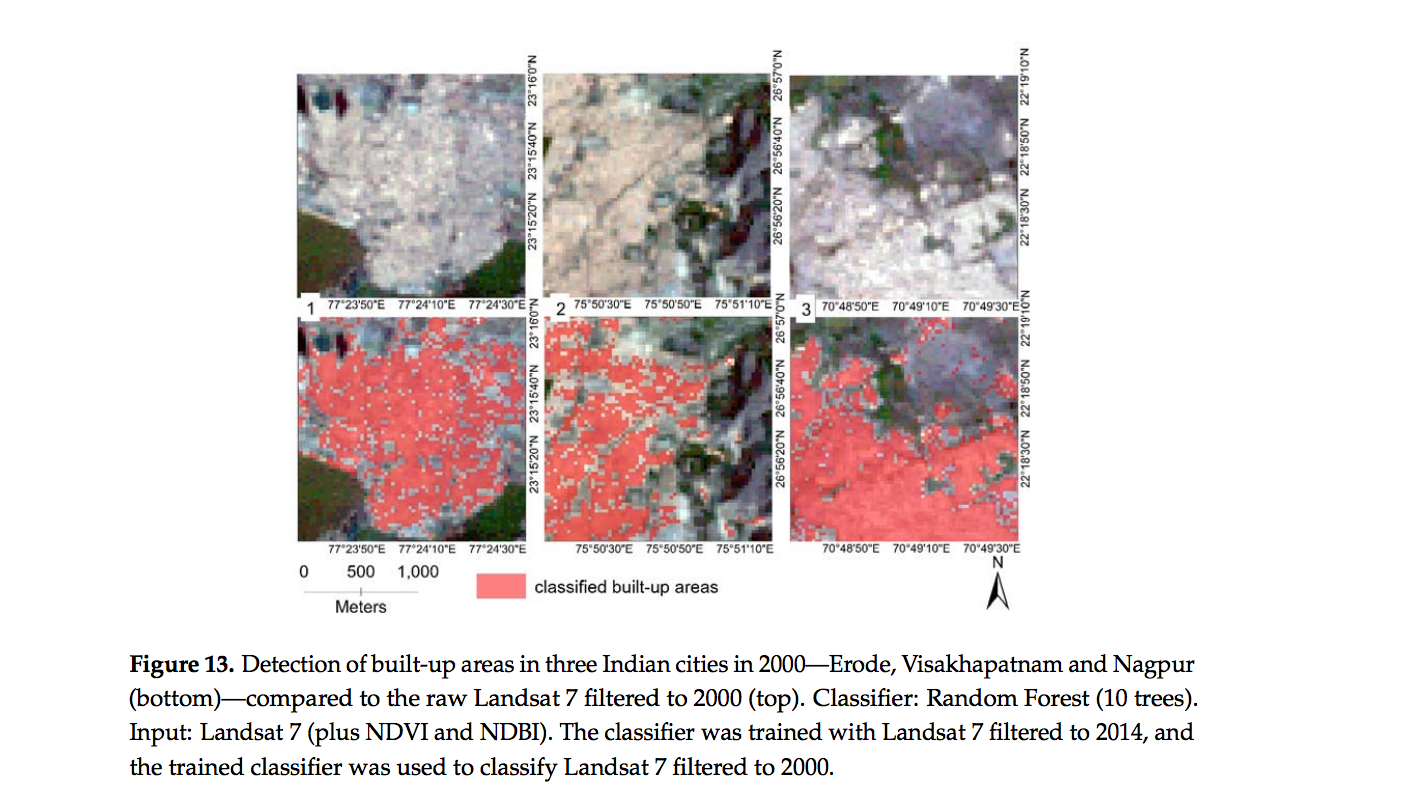 23°16'0"N
23°15'40"N
23°15'20"N
26°57'0"N
26°56'40"N
26°56'20"N
22°19'10"N
22°18'50"N
22°18'30"N
1 77°23'50"E 77°24'10"E 77°24'30"E
2 75°50'30"E 75°50'50"E 75°51'10"E
3 70°48'50"E 70°49'10"E 70°49'30"E
23°16'0"N
23°15'40"N
23°15'20"N
26°57'0"N
26°56'40"N
26°56'20"N
22°19'10"N
22°18'50"N
22°18'30"N
77°23'50"E 77°24'10"E 77°24'30"E
75°50'30"E 75°50'50"E 75°51'10"E
70°48'50"E 70°49'10"E 70°49'30"E
0 500 1,000
Meters
classified built-up areas
N
Figure 13. Detection of built-up areas in three Indian cities in 2000—Erode, Visakhapatnam and Nagpur
(bottom)—compared to the raw Landsat 7 filtered to 2000 (top). Classifier: Random Forest (10 trees).
Input: Landsat 7 (plus NDVI and NDBI). The classifier was trained with Landsat 7 filtered to 2014, and
the trained classifier was used to classify Landsat 7 filtered to 2000.